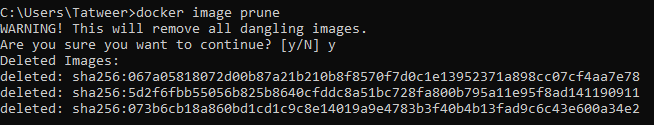 C:\Users\Tatweer>docker image prune
WARNING! This will remove all dangling images.
Are you sure you want to continue? [y/N] y
Deleted Images:
deleted: sha256:067a05818072d00b87a21b210b8f8570f7d0c1e13952371a898cc07cf4aa7e78
deleted: sha256:5d2f6fbb55056b825b8640cfddc8a51bc728fa800b795a11e95f8ad141190911
deleted: sha256:073b6cb18a860bd1cd1c9c8e14019a9e4783b3f40b4b13fad9c6c43e600a34e2